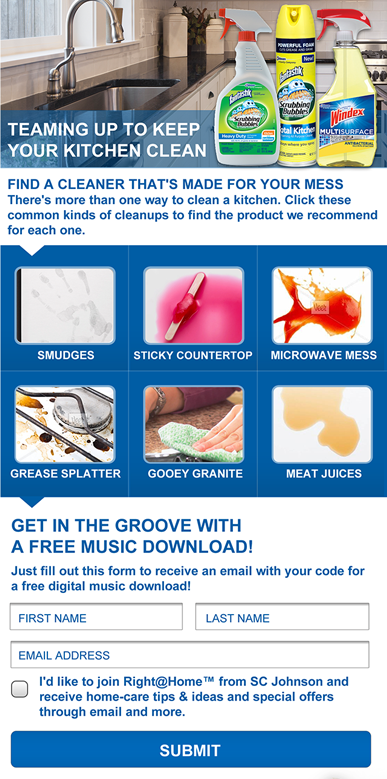 POWERFUL FOAM
CUTS GREASE AND GRIME
New!
fantastik
Scrubbing Bubbles
Heavy Duty
fantastik
Scrubbing Bubbles
Total Kitchen
Windex
MULTISURFACE
ANTIBACTERIAL
TEAMING UP TO KEEP
YOUR KITCHEN CLEAN
FIND A CLEANER THAT'S MADE FOR YOUR MESS
There's more than one way to clean a kitchen. Click these
common kinds of cleanups to find the product we recommend
for each one.
SMUDGES
STICKY COUNTERTOP
MICROWAVE MESS
GREASE SPLATTER
GOOEY GRANITE
MEAT JUICES
GET IN THE GROOVE WITH
A FREE MUSIC DOWNLOAD!
Just fill out this form to receive an email with your code for
a free digital music download!
FIRST NAME
LAST NAME
EMAIL ADDRESS
I'd like to join Right@Home™ from SC Johnson and
receive home-care tips & ideas and special offers
through email and more.
SUBMIT